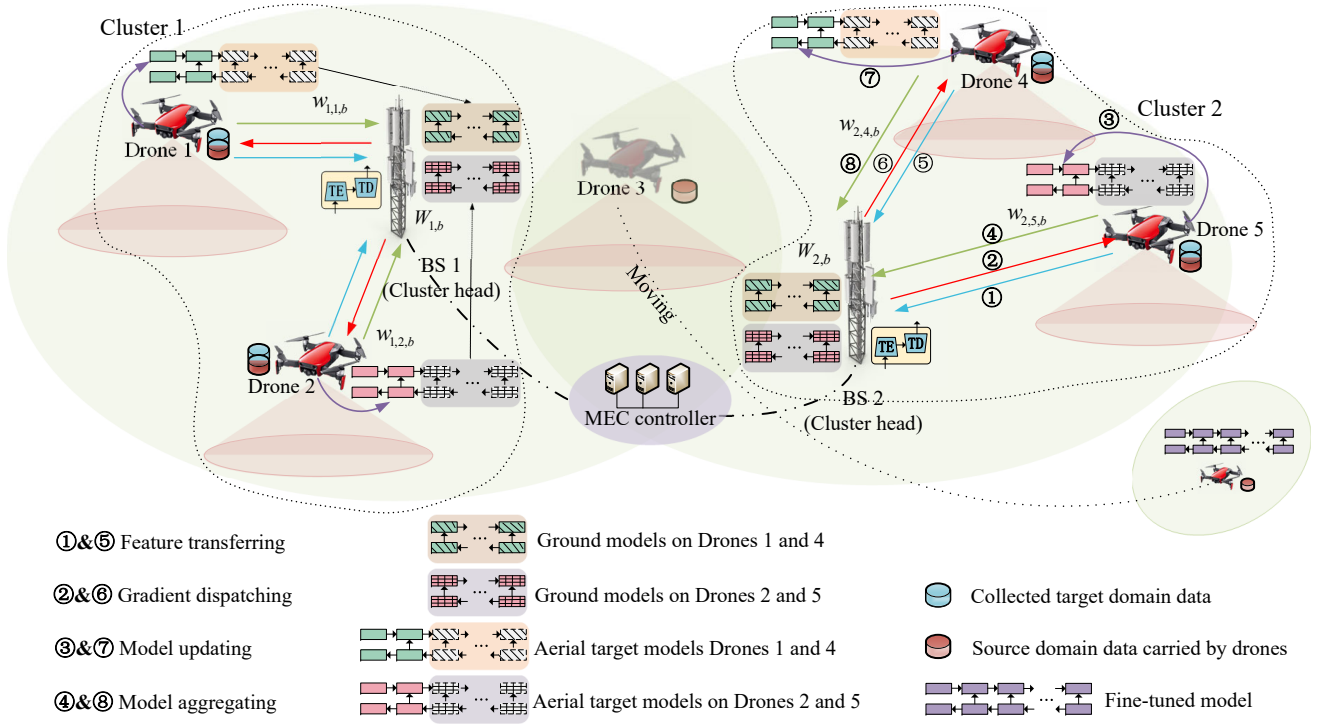 Cluster 1
w1,1,b
Drone 1
TE
TD
W1,b
BS 1
(Cluster head)
w1,2,b
Drone 2
Drone 3
Moving
MEC controller
⑦
Drone 4
Cluster 2
③
w2,4,b
⑧
⑥
⑤
w2,5,b
Drone 5
④
②
①
W2,b
TE
TD
BS 2
(Cluster head)
①&⑤ Feature transferring
②&⑥ Gradient dispatching
③&⑦ Model updating
④&⑧ Model aggregating
Ground models on Drones 1 and 4
Ground models on Drones 2 and 5
Aerial target models Drones 1 and 4
Aerial target models on Drones 2 and 5
Collected target domain data
Source domain data carried by drones
Fine-tuned model